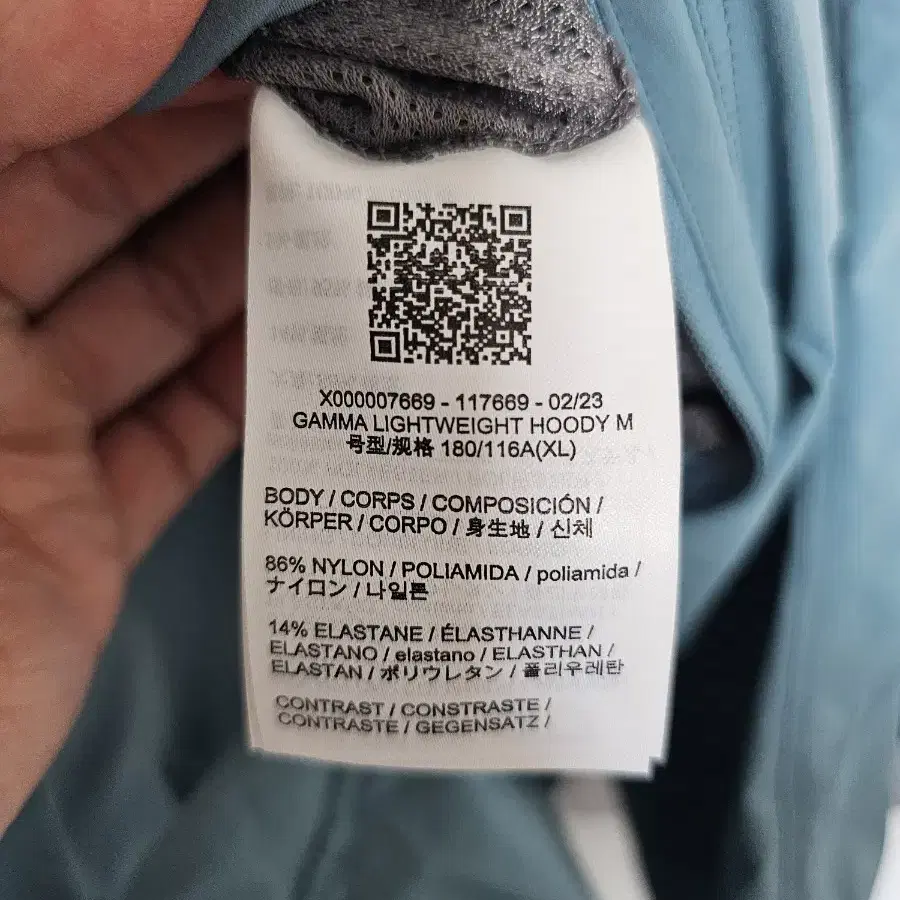 X000007669 - 117669 - 02/23
GAMMA LIGHTWEIGHT HOODY M
号型/规格 180/116A(XL)
BODY / CORPS / COMPOSICIÓN /
KÖRPER / CORPO / 身生地 / 신체
86% NYLON / POLIAMIDA / poliamida /
ナイロン / 나일론
14% ELASTANE / ÉLASTHANNE /
ELASTANO / elastano / ELASTHAN /
ELASTAN / ポリウレタン / 폴리우레탄
CONTRAST / CONSTRASTE /
CONTRASTE / GEGENSATZ /